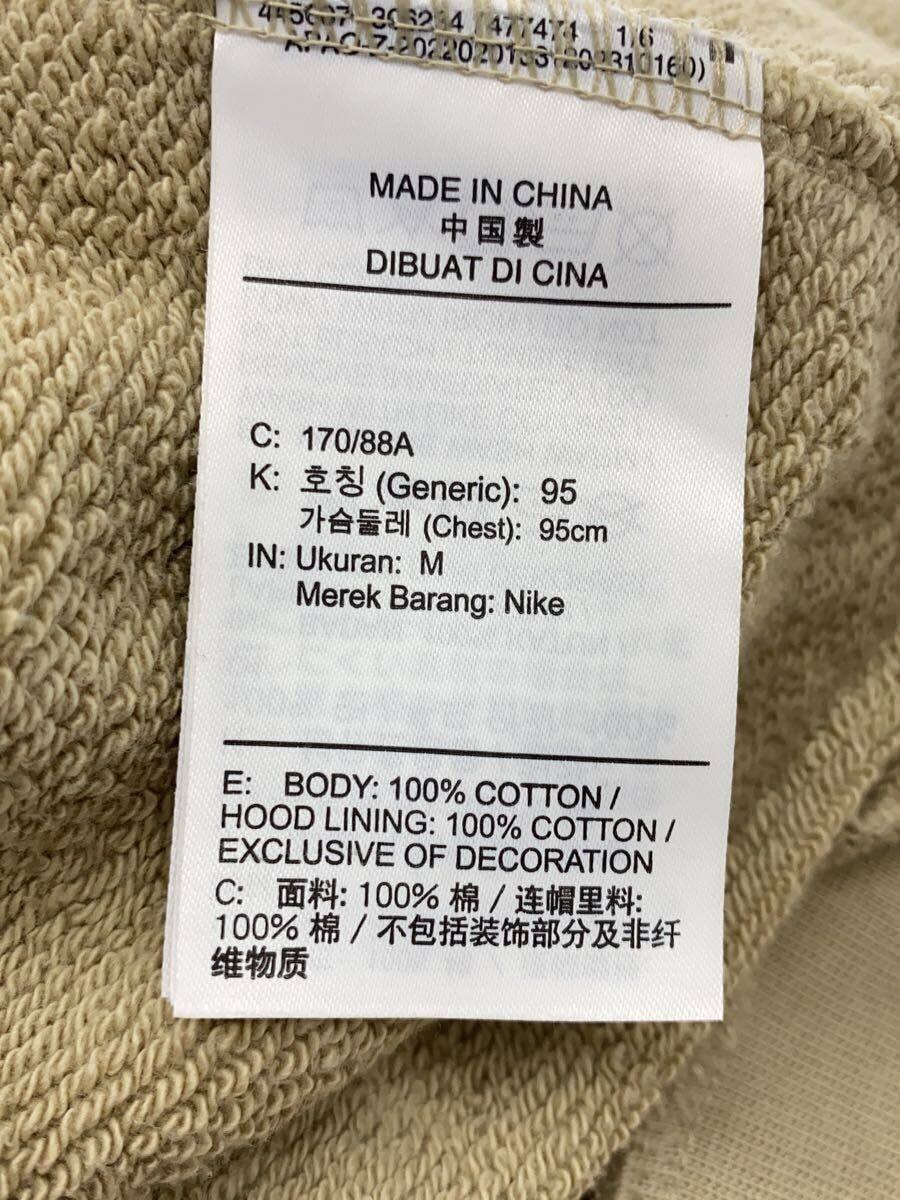 477474 1/6
MADE IN CHINA
中国製
DIBUAT DI CINA
C: 170/88A
K: 호칭 (Generic): 95
가슴둘레 (Chest): 95cm
IN: Ukuran: M
Merek Barang: Nike
E: BODY: 100% COTTON /
HOOD LINING: 100% COTTON /
EXCLUSIVE OF DECORATION
C: 面料: 100% 棉 / 连帽里料:
100% 棉 / 不包括装饰部分及非纤
维物质